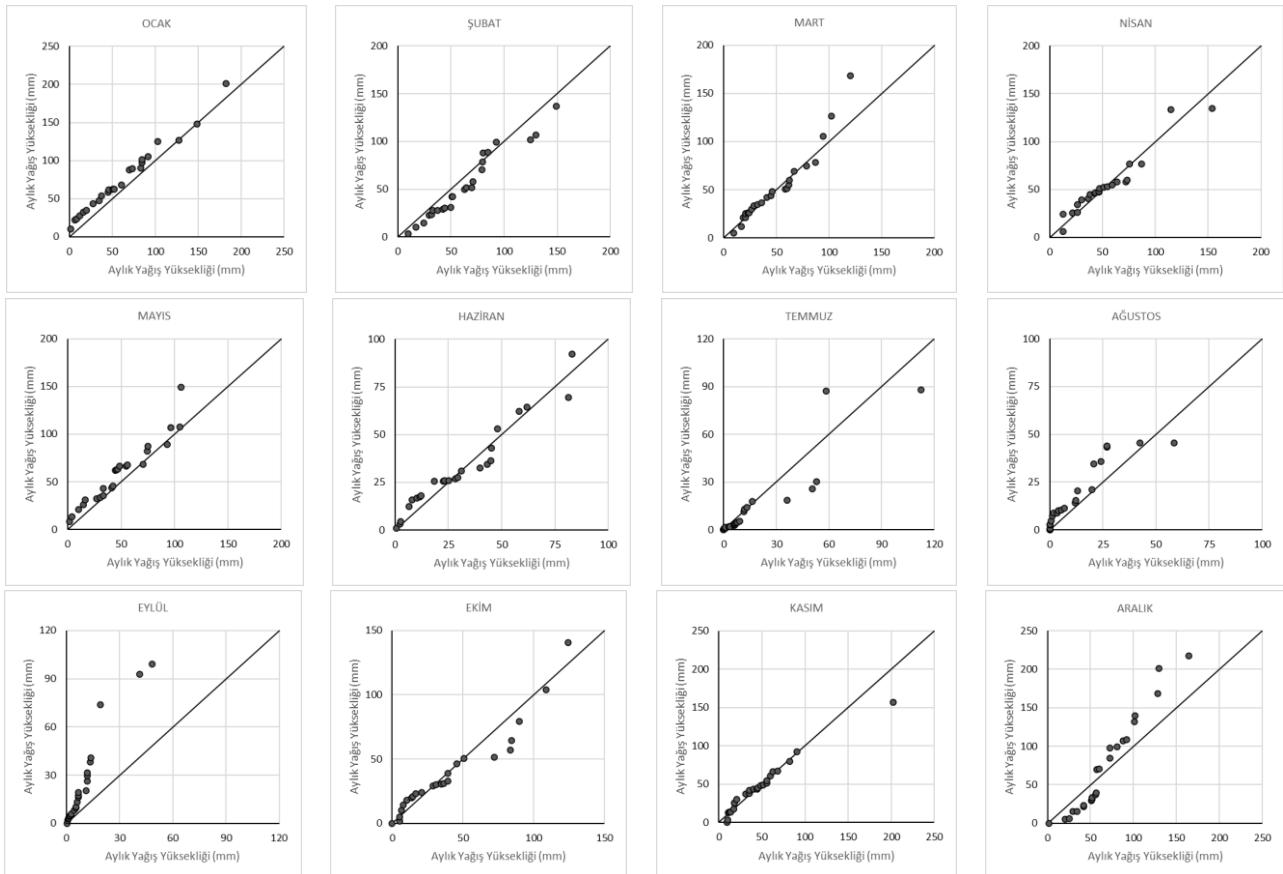 OCAK
250
200
150
100
50
0
0 50 100 150 200 250
Aylık Yağış Yüksekliği (mm)
Aylık Yağış Yüksekliği (mm)
ŞUBAT
200
150
100
50
0
0 50 100 150 200
Aylık Yağış Yüksekliği (mm)
Aylık Yağış Yüksekliği (mm)
MART
200
150
100
50
0
0 50 100 150 200
Aylık Yağış Yüksekliği (mm)
Aylık Yağış Yüksekliği (mm)
NİSAN
200
150
100
50
0
0 50 100 150 200
Aylık Yağış Yüksekliği (mm)
Aylık Yağış Yüksekliği (mm)
MAYIS
200
150
100
50
0
0 50 100 150 200
Aylık Yağış Yüksekliği (mm)
Aylık Yağış Yüksekliği (mm)
HAZİRAN
100
75
50
25
0
0 25 50 75 100
Aylık Yağış Yüksekliği (mm)
Aylık Yağış Yüksekliği (mm)
TEMMUZ
120
90
60
30
0
0 30 60 90 120
Aylık Yağış Yüksekliği (mm)
Aylık Yağış Yüksekliği (mm)
AĞUSTOS
100
75
50
25
0
0 25 50 75 100
Aylık Yağış Yüksekliği (mm)
Aylık Yağış Yüksekliği (mm)
EYLÜL
120
90
60
30
0
0 30 60 90 120
Aylık Yağış Yüksekliği (mm)
Aylık Yağış Yüksekliği (mm)
EKİM
150
100
50
0
0 50 100 150
Aylık Yağış Yüksekliği (mm)
Aylık Yağış Yüksekliği (mm)
KASIM
250
200
150
100
50
0
0 50 100 150 200 250
Aylık Yağış Yüksekliği (mm)
Aylık Yağış Yüksekliği (mm)
ARALIK
250
200
150
100
50
0
0 50 100 150 200 250
Aylık Yağış Yüksekliği (mm)
Aylık Yağış Yüksekliği (mm)